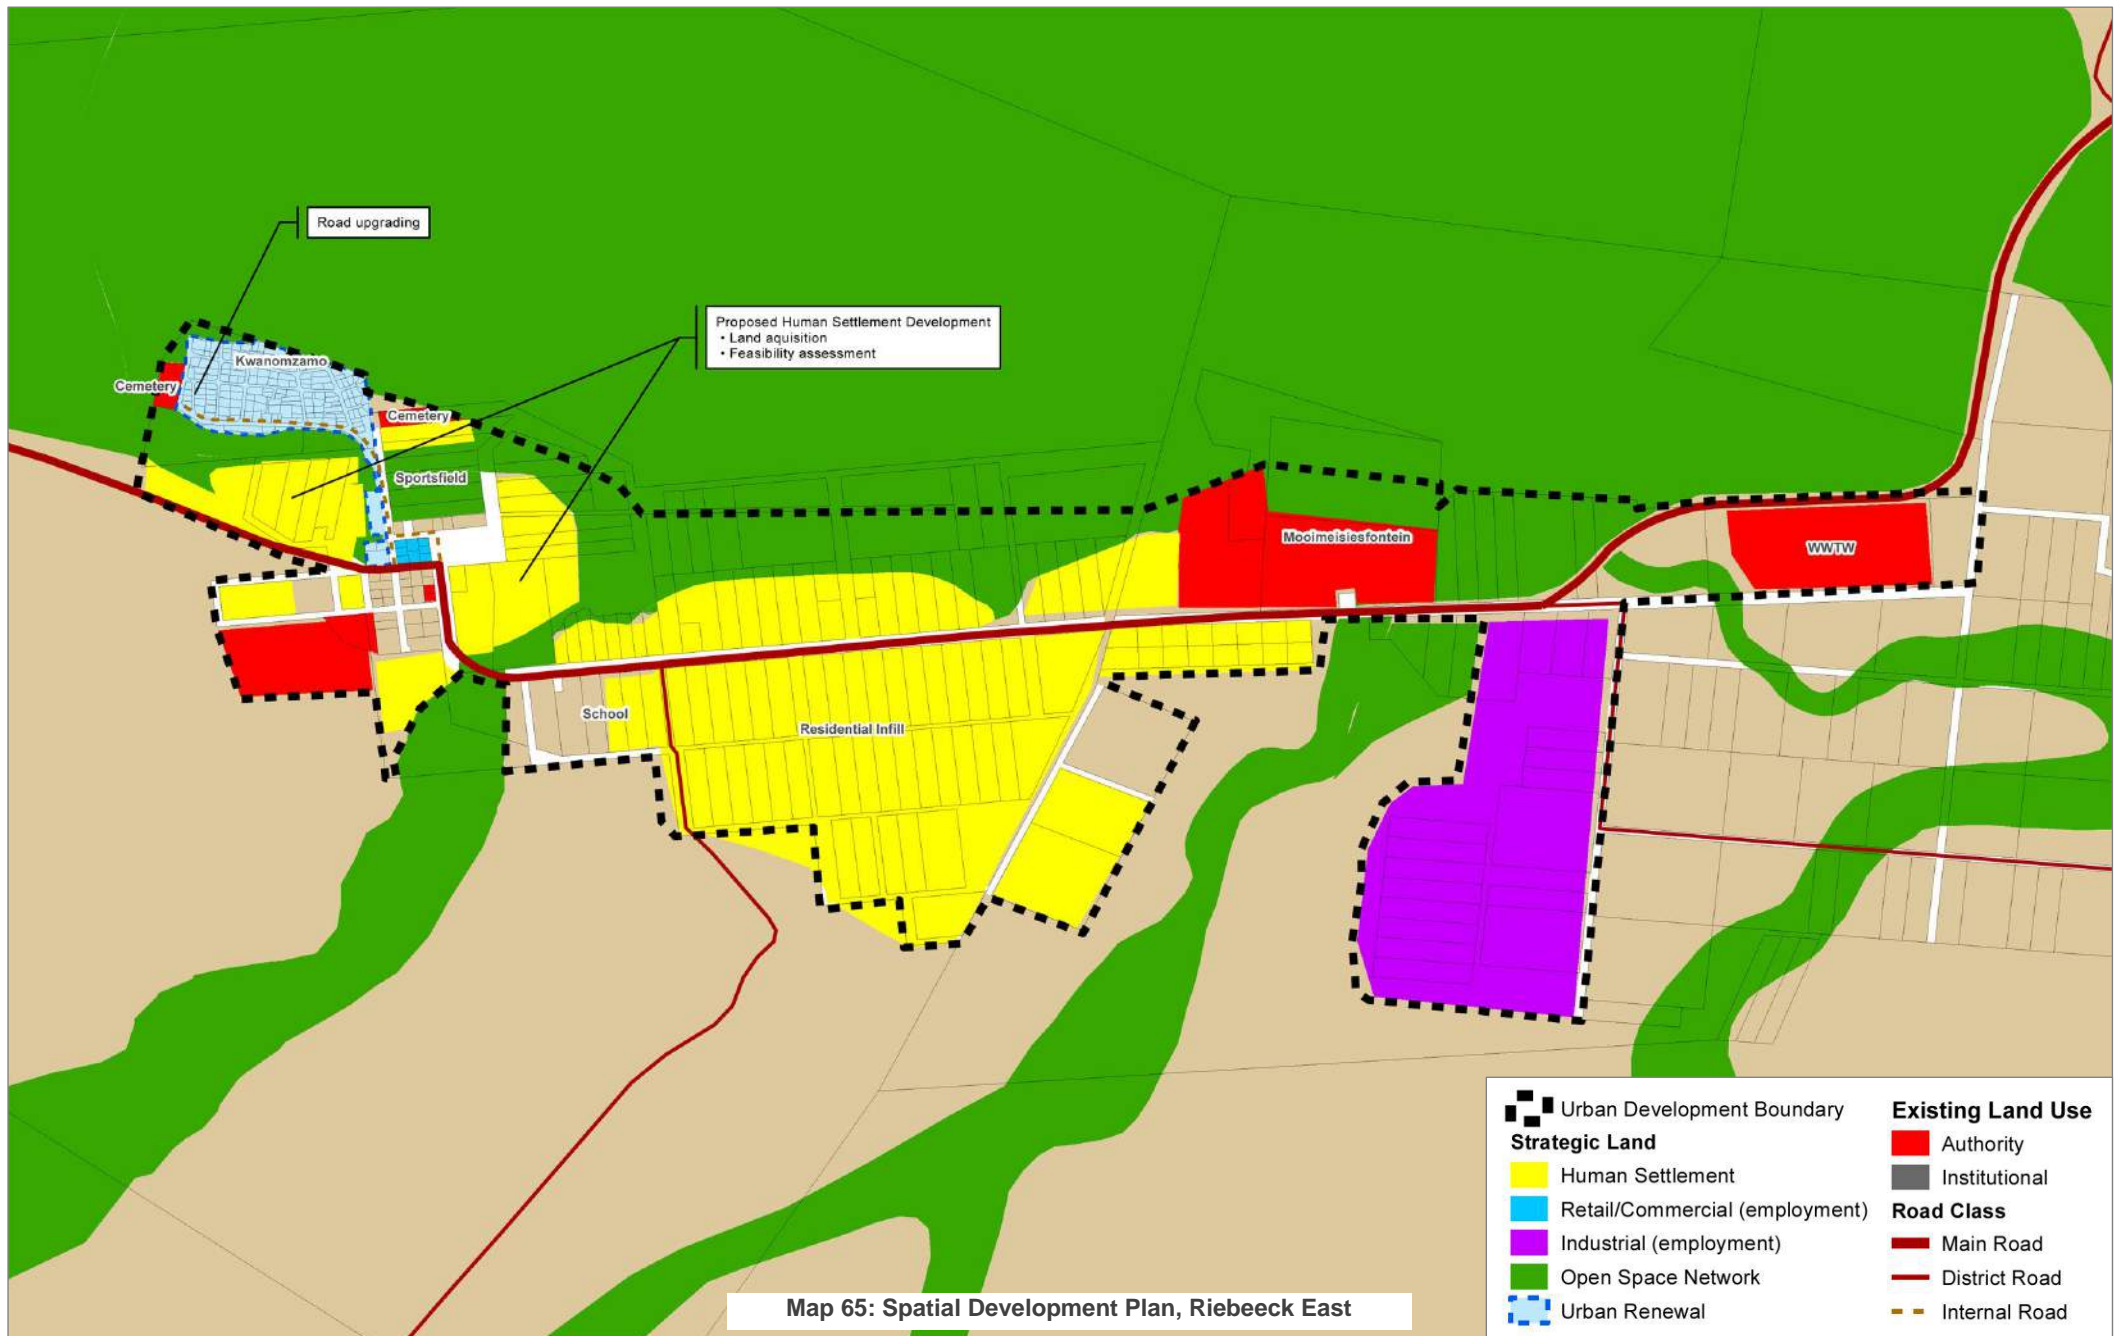 Road upgrading
Proposed Human Settlement Development
• Land aquisition
• Feasibility assessment
Kwanomzamo
Cemetery
Cemetery
Sportsfield
Mooimeisiesfontein
WWTW
School
Residential Infill
Urban Development Boundary
Strategic Land
Human Settlement
Retail/Commercial (employment)
Industrial (employment)
Open Space Network
Urban Renewal
Existing Land Use
Authority
Institutional
Road Class
Main Road
District Road
Internal Road
Map 65: Spatial Development Plan, Riebeeck East